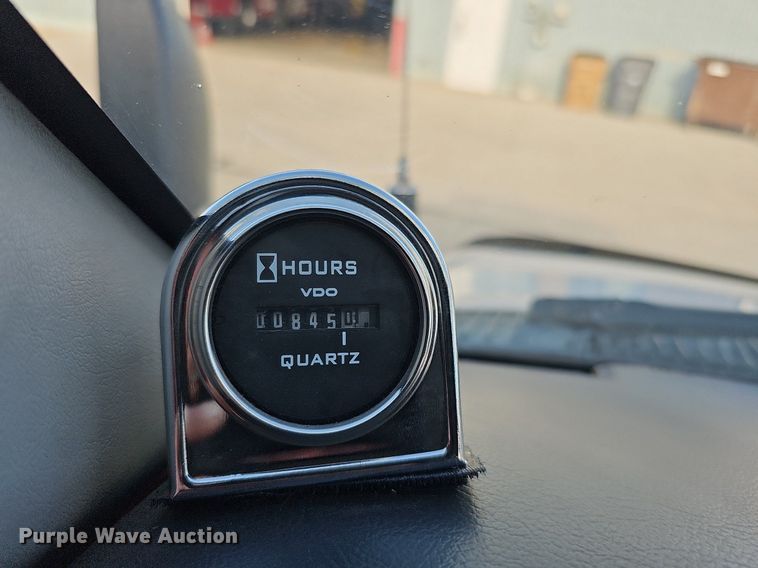 HOURS
VDO
00845
QUARTZ
Purple Wave Auction